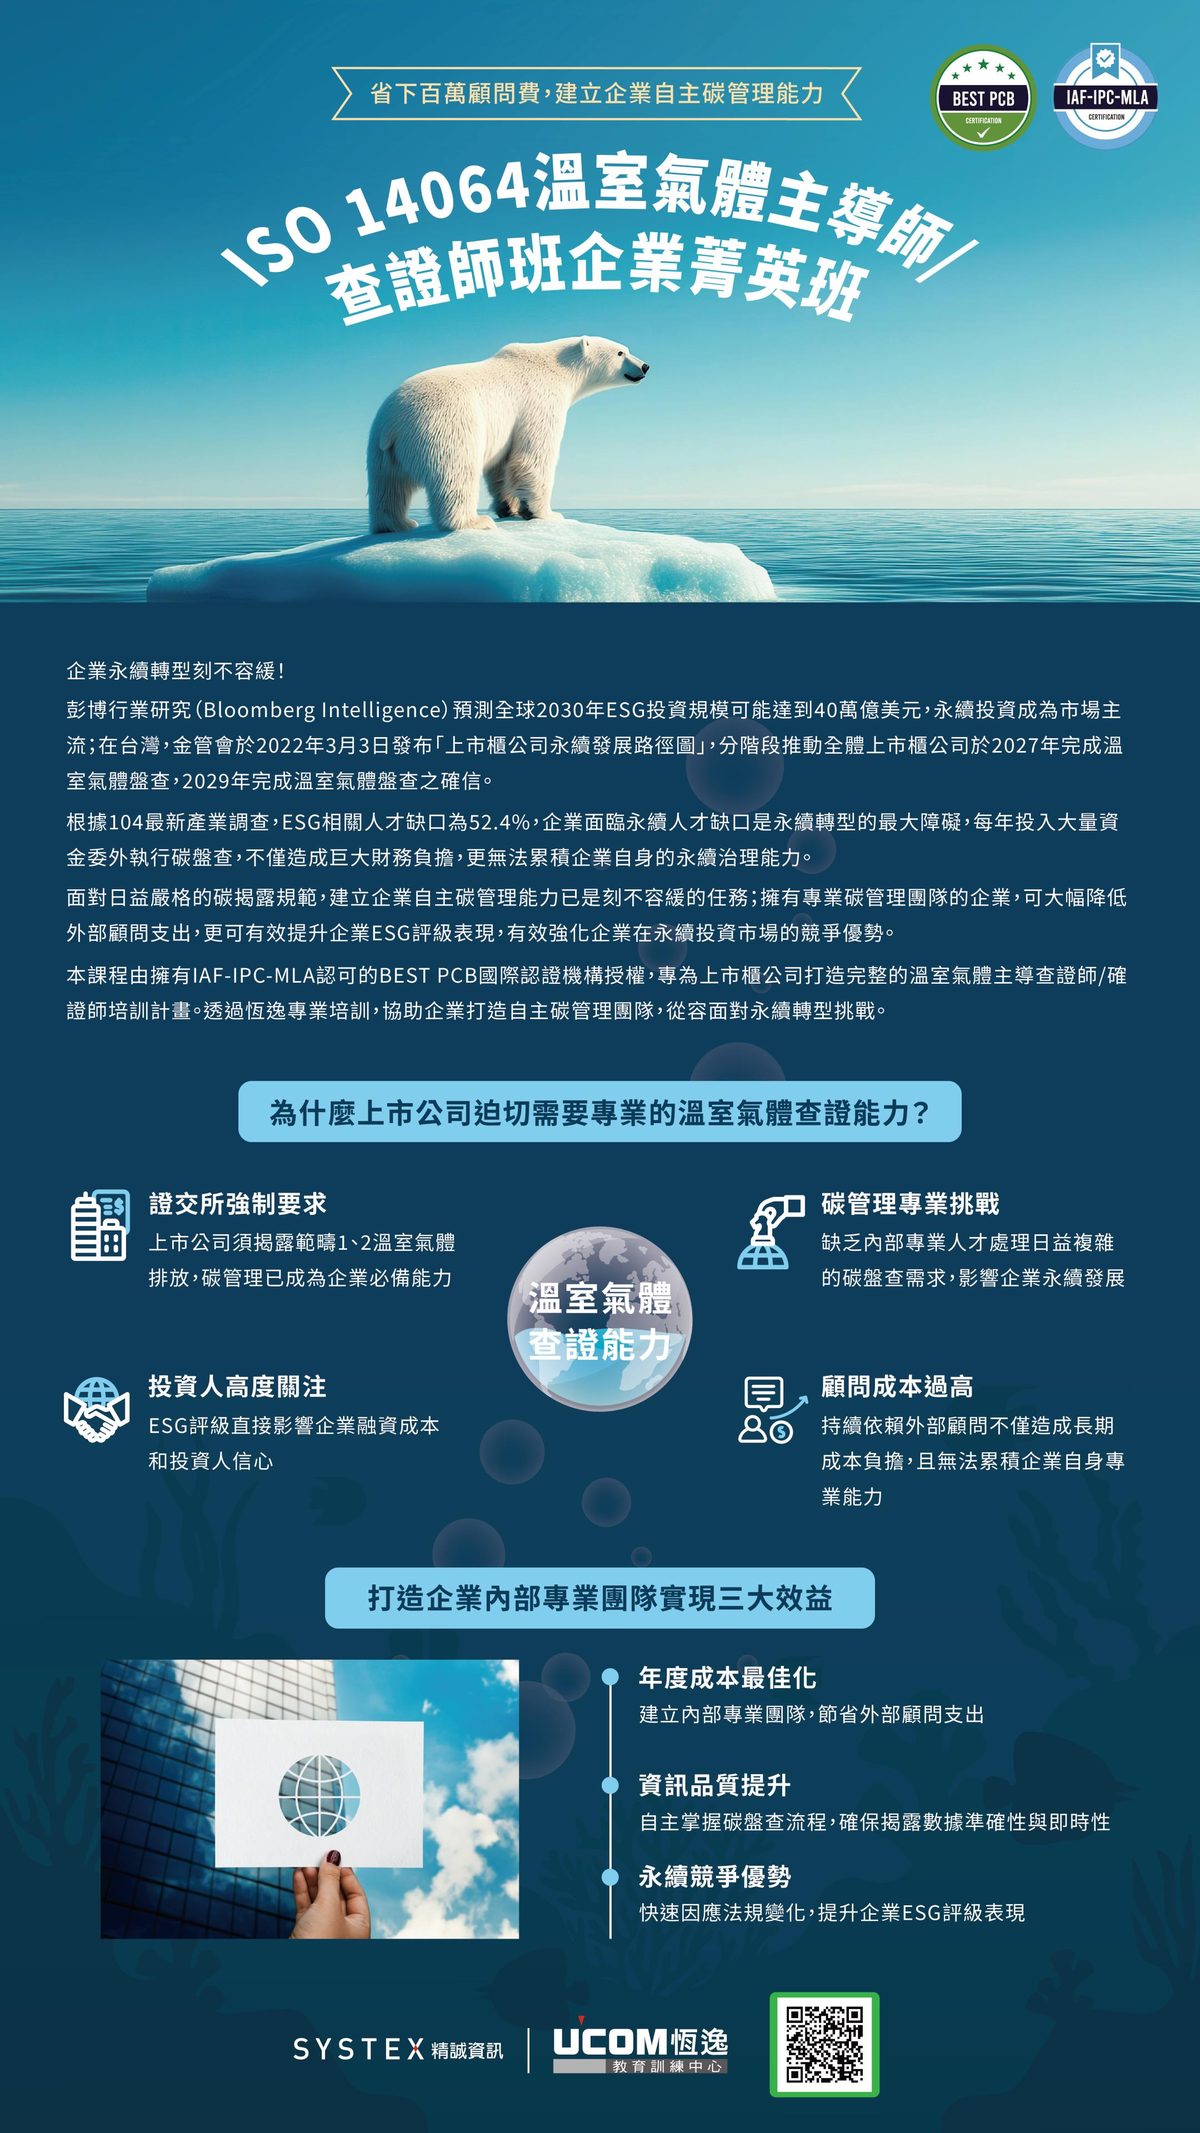 省下百萬顧問費,建立企業自主碳管理能力
BEST PCB
CERTIFICATION
IAF-IPC-MLA
CERTIFICATION
\ISO 14064溫室氣體主導師/
查證師班企業菁英班
企業永續轉型刻不容緩!
彭博行業研究(Bloomberg Intelligence)預測全球2030年ESG投資規模可能達到40萬億美元,永續投資成為市場主
流;在台灣,金管會於2022年3月3日發布「上市櫃公司永續發展路徑圖」,分階段推動全體上市櫃公司於2027年完成溫
室氣體盤查,2029年完成溫室氣體盤查之確信。
根據104最新產業調查,ESG相關人才缺口為52.4%,企業面臨永續人才缺口是永續轉型的最大障礙,每年投入大量資
金委外執行碳盤查,不僅造成巨大財務負擔,更無法累積企業自身的永續治理能力。
面對日益嚴格的碳揭露規範,建立企業自主碳管理能力已是刻不容緩的任務;擁有專業碳管理團隊的企業,可大幅降低
外部顧問支出,更可有效提升企業ESG評級表現,有效強化企業在永續投資市場的競爭優勢。
本課程由擁有IAF-IPC-MLA認可的BEST PCB國際認證機構授權,專為上市櫃公司打造完整的溫室氣體主導查證師/確
證師培訓計畫。透過恆逸專業培訓,協助企業打造自主碳管理團隊,從容面對永續轉型挑戰。
為什麼上市公司迫切需要專業的溫室氣體查證能力?
證交所強制要求
上市公司須揭露範疇1、2溫室氣體
排放,碳管理已成為企業必備能力
碳管理專業挑戰
缺乏內部專業人才處理日益複雜
的碳盤查需求,影響企業永續發展
溫室氣體
查證能力
投資人高度關注
ESG評級直接影響企業融資成本
和投資人信心
顧問成本過高
持續依賴外部顧問不僅造成長期
成本負擔,且無法累積企業自身專
業能力
打造企業內部專業團隊實現三大效益
年度成本最佳化
建立內部專業團隊,節省外部顧問支出
資訊品質提升
自主掌握碳盤查流程,確保揭露數據準確性與即時性
永續競爭優勢
快速因應法規變化,提升企業ESG評級表現
SYSTEX 精誠資訊
UCOM恆逸
教育訓練中心